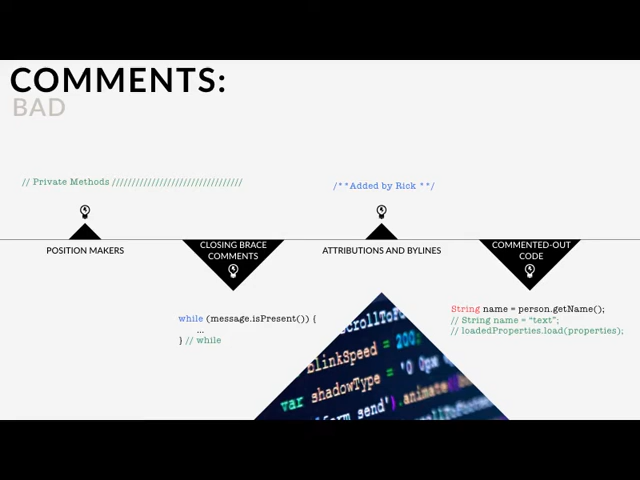 COMMENTS:
BAD
// Private Methods /////////////////////////////////
/**Added by Rick **/
POSITION MAKERS
CLOSING BRACE
COMMENTS
ATTRIBUTIONS AND BYLINES
COMMENTED-OUT
CODE
while (message.isPresent()) {
...
} // while
String name = person.getName();
// String name = "text";
// loadedProperties.load(properties);
blinkSpeed = 200;
var shadowType = '0 0px
send').animate(